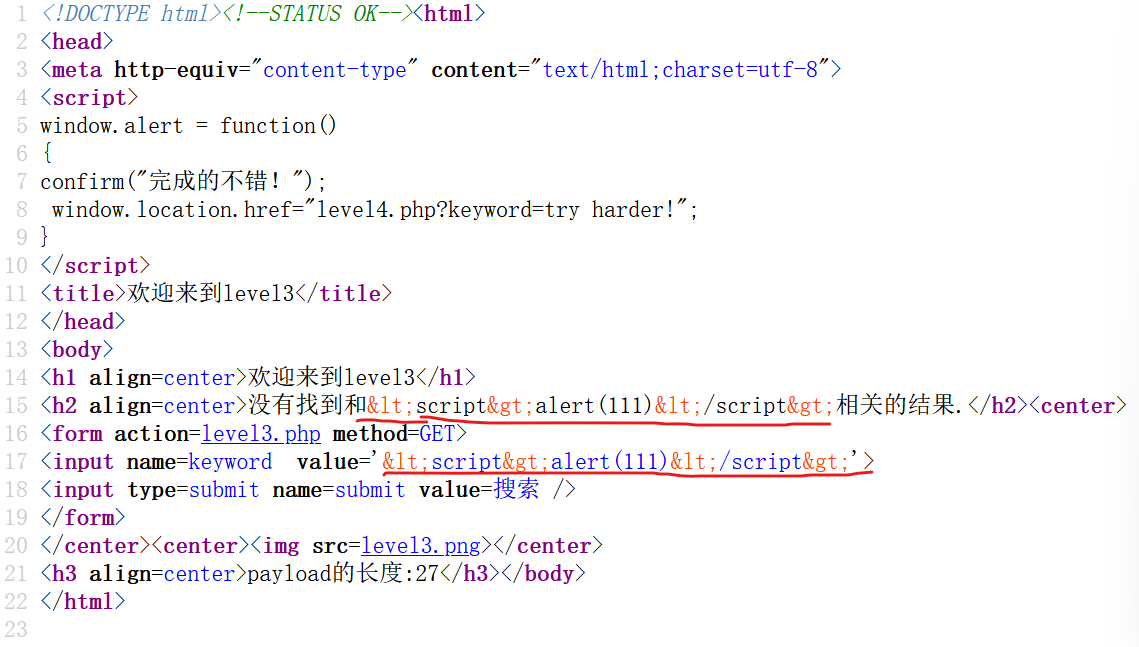 1 <!DOCTYPE html><!--STATUS OK--><html>
2 <head>
3 <meta http-equiv="content-type" content="text/html;charset=utf-8">
4 <script>
5 window.alert = function()
6 {
7 confirm("完成的不错！");
8  window.location.href="level4.php?keyword=try harder!";
9 }
10 </script>
11 <title>欢迎来到level3</title>
12 </head>
13 <body>
14 <h1 align=center>欢迎来到level3</h1>
15 <h2 align=center>没有找到和&lt;script&gt;alert(111)&lt;/script&gt;相关的结果.</h2><center>
16 <form action=level3.php method=GET>
17 <input name=keyword  value='&lt;script&gt;alert(111)&lt;/script&gt;'>
18 <input type=submit name=submit value=搜索 />
19 </form>
20 </center><center><img src=level3.png></center>
21 <h3 align=center>payload的长度:27</h3></body>
22 </html>
23